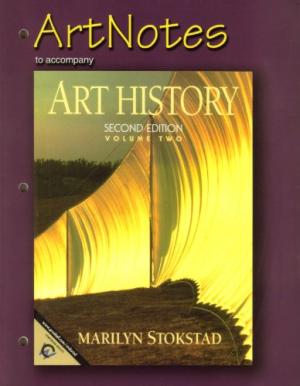 ArtNotes
to accompany
ART HISTORY
SECOND EDITION
VOLUME TWO
MARILYN STOKSTAD